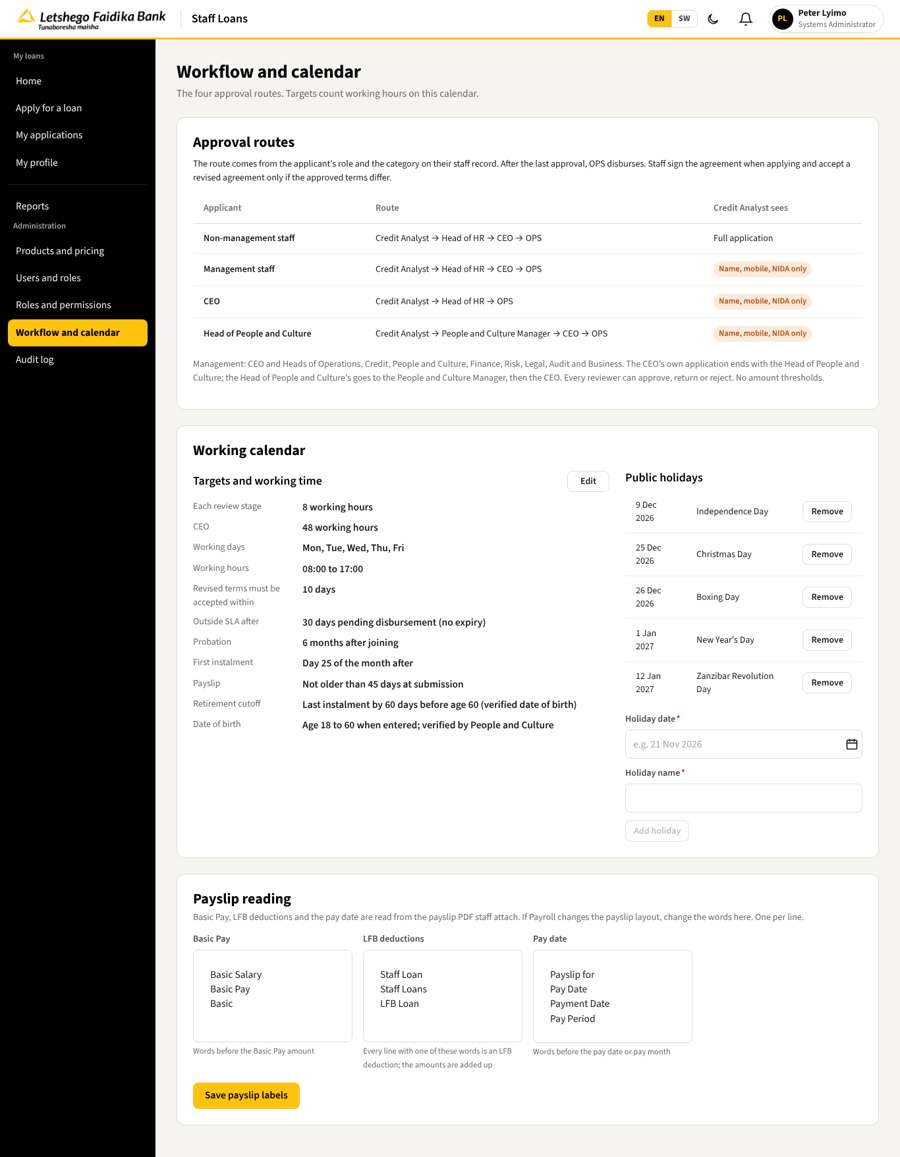 Letshego Faidika Bank
Tunaboresha maisha
Staff Loans
EN
SW
PL
Peter Lyimo
Systems Administrator
My loans
Home
Apply for a loan
My applications
My profile
Reports
Administration
Products and pricing
Users and roles
Roles and permissions
Workflow and calendar
Audit log
Workflow and calendar
The four approval routes. Targets count working hours on this calendar.
Approval routes
The route comes from the applicant's role and the category on their staff record. After the last approval, OPS disburses. Staff sign the agreement when applying and accept a
revised agreement only if the approved terms differ.
Applicant Route Credit Analyst sees
Non-management staff Credit Analyst → Head of HR → CEO → OPS Full application
Management staff Credit Analyst → Head of HR → CEO → OPS Name, mobile, NIDA only
CEO Credit Analyst → Head of HR → OPS Name, mobile, NIDA only
Head of People and Culture Credit Analyst → People and Culture Manager → CEO → OPS Name, mobile, NIDA only
Management: CEO and Heads of Operations, Credit, People and Culture, Finance, Risk, Legal, Audit and Business. The CEO's own application ends with the Head of People and
Culture; the Head of People and Culture's goes to the People and Culture Manager, then the CEO. Every reviewer can approve, return or reject. No amount thresholds.
Working calendar
Targets and working time
Edit
Each review stage 8 working hours
CEO 48 working hours
Working days Mon, Tue, Wed, Thu, Fri
Working hours 08:00 to 17:00
Revised terms must be 10 days
accepted within
Outside SLA after 30 days pending disbursement (no expiry)
Probation 6 months after joining
First instalment Day 25 of the month after
Payslip Not older than 45 days at submission
Retirement cutoff Last instalment by 60 days before age 60 (verified date of birth)
Date of birth Age 18 to 60 when entered; verified by People and Culture
Public holidays
9 Dec
2026
Independence Day
Remove
25 Dec
2026
Christmas Day
Remove
26 Dec
2026
Boxing Day
Remove
1 Jan
2027
New Year's Day
Remove
12 Jan
2027
Zanzibar Revolution
Day
Remove
Holiday date*
e.g. 21 Nov 2026
Holiday name*
Add holiday
Payslip reading
Basic Pay, LFB deductions and the pay date are read from the payslip PDF staff attach. If Payroll changes the payslip layout, change the words here. One per line.
Basic Pay
Basic Salary
Basic Pay
Basic
Words before the Basic Pay amount
LFB deductions
Staff Loan
Staff Loans
LFB Loan
Every line with one of these words is an LFB
deduction; the amounts are added up
Pay date
Payslip for
Pay Date
Payment Date
Pay Period
Words before the pay date or pay month
Save payslip labels